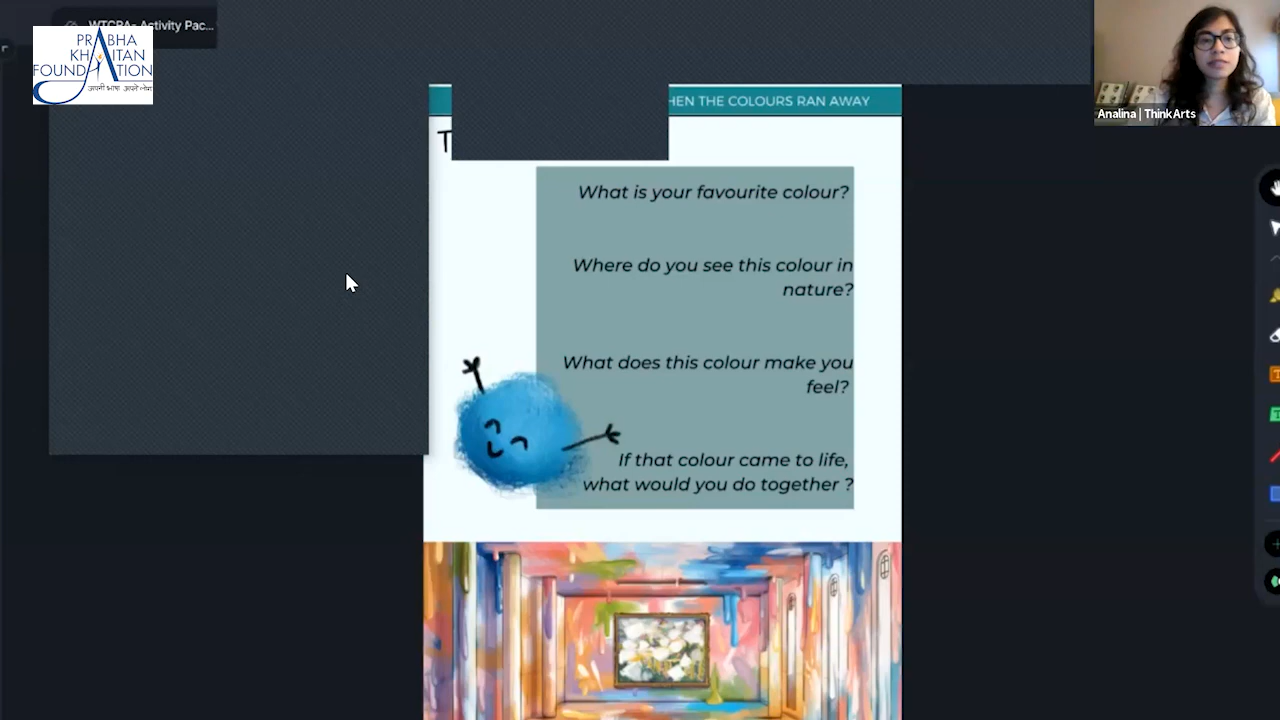 WTCRA- Activity Pac...
PRABHA
KHAITAN
FOUNDATION
अपनी भाषा अपने लोग
HEN THE COLOURS RAN AWAY
T
What is your favourite colour?
Where do you see this colour in
nature?
What does this colour make you
feel?
If that colour came to life,
what would you do together ?
Analina | ThinkArts